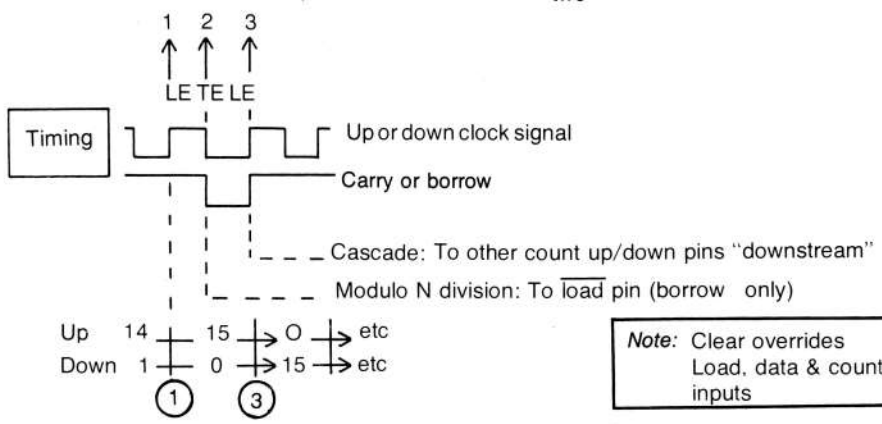 1 2 3
LE TE LE
Timing
Up or down clock signal
Carry or borrow
Cascade: To other count up/down pins "downstream"
Modulo N division: To load pin (borrow only)
Up 14 15 O etc
Down 1 0 15 etc
1 3
Note: Clear overrides
Load, data & count
inputs